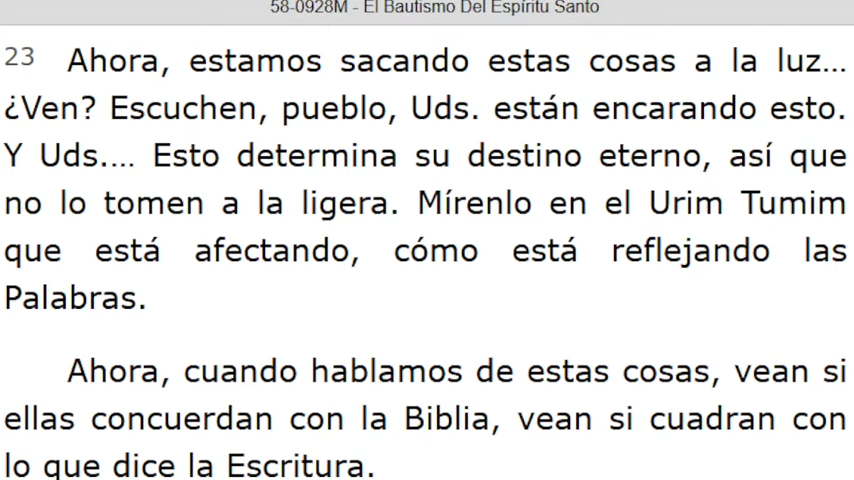 58-0928M - El Bautismo Del Espíritu Santo
23 Ahora, estamos sacando estas cosas a la luz...
¿Ven? Escuchen, pueblo, Uds. están encarando esto.
Y Uds.... Esto determina su destino eterno, así que
no lo tomen a la ligera. Mírenlo en el Urim Tumim
que está afectando, cómo está reflejando las
Palabras.
Ahora, cuando hablamos de estas cosas, vean si
ellas concuerdan con la Biblia, vean si cuadran con
lo que dice la Escritura.